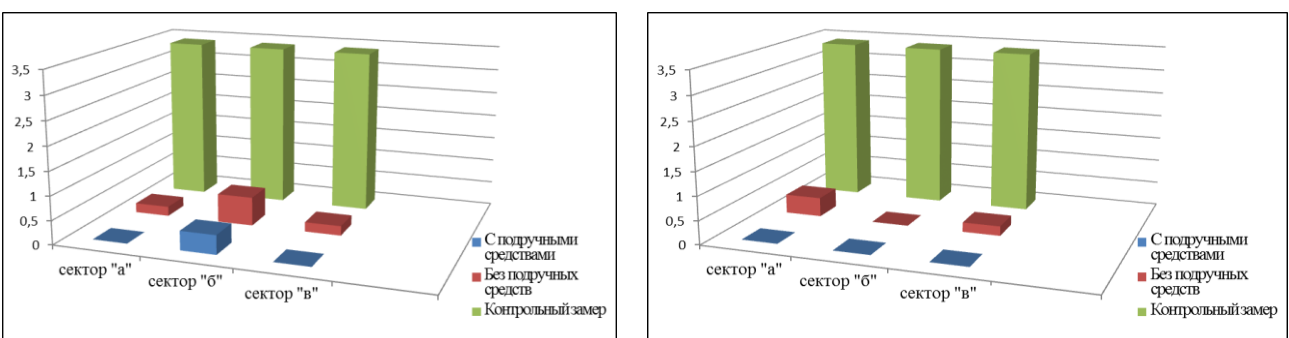 3,5
3
2,5
2
1,5
1
0,5
0
сектор "а"
сектор "б"
сектор "в"
С подручными
средствами
Без подручных
средств
Контрольный замер
3,5
3
2,5
2
1,5
1
0,5
0
сектор "а"
сектор "б"
сектор "в"
С подручными
средствами
Без подручных
средств
Контрольный замер